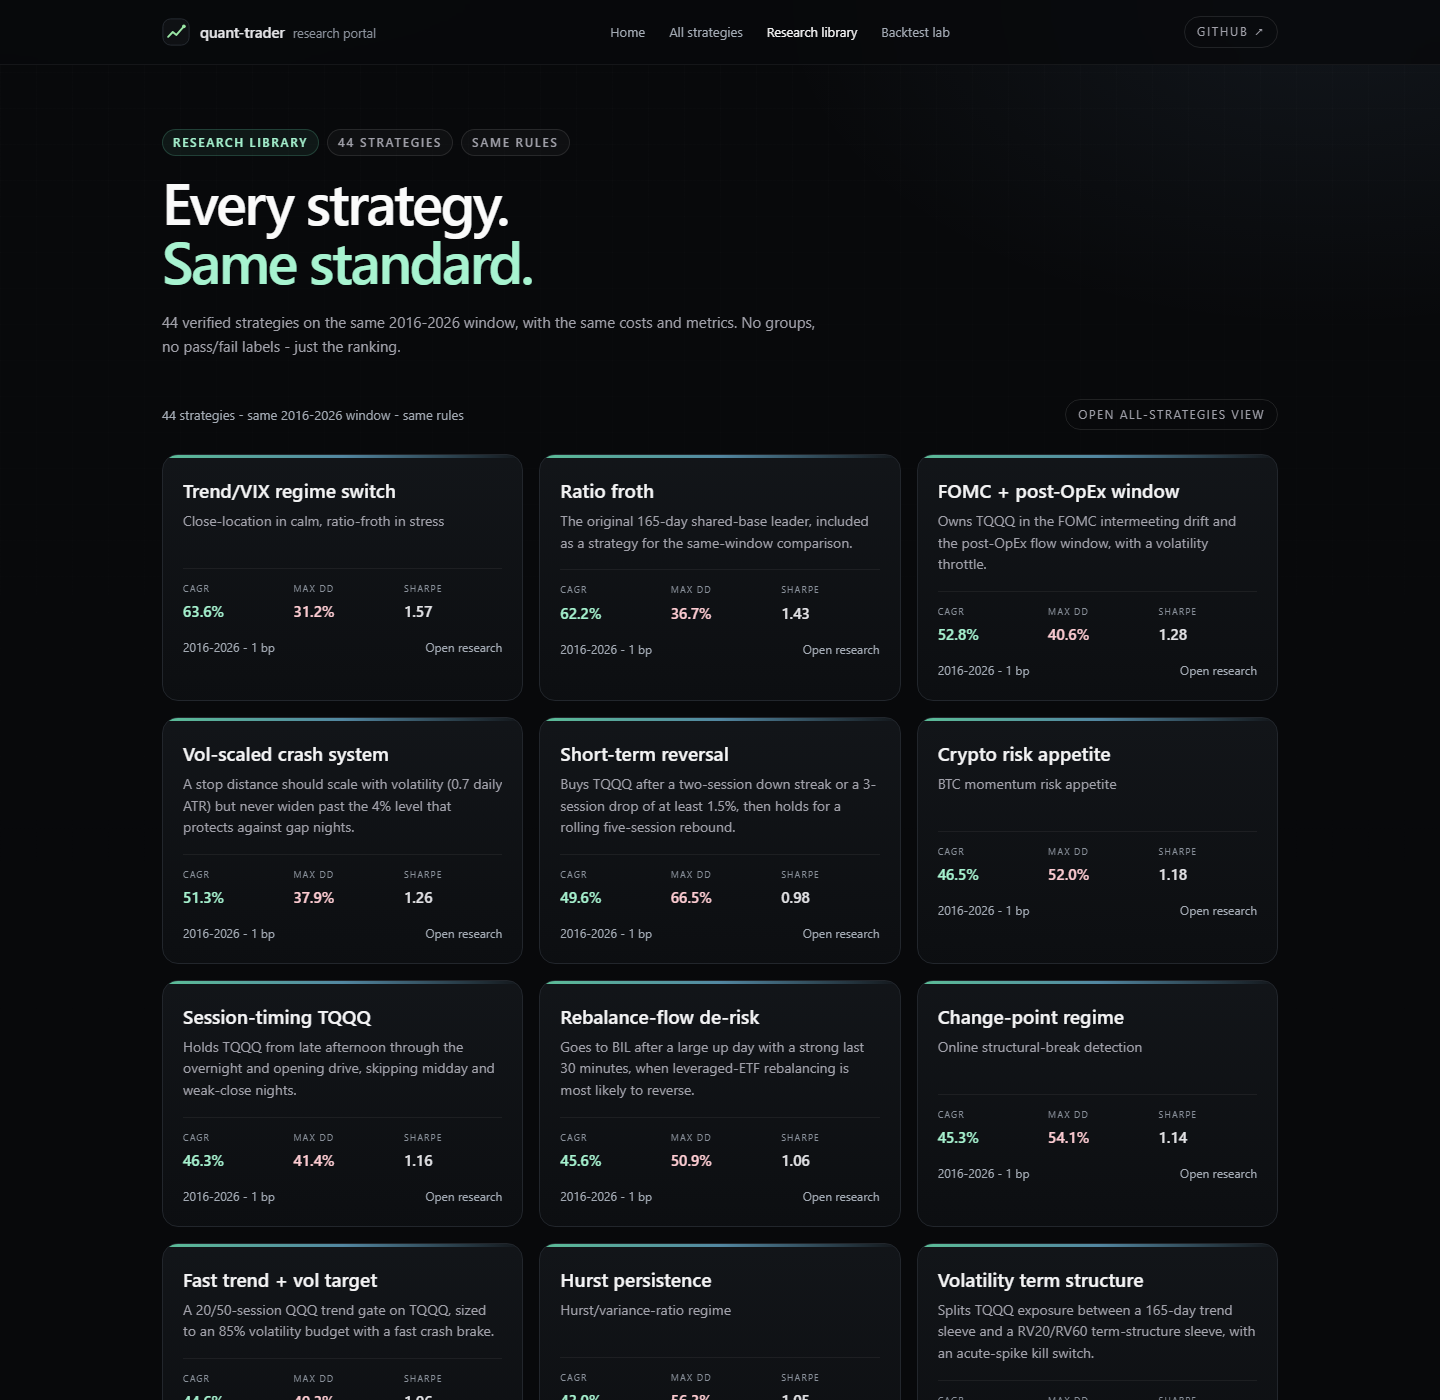 quant-trader research portal
Home All strategies Research library Backtest lab
GITHUB ↗
RESEARCH LIBRARY 44 STRATEGIES SAME RULES
Every strategy.
Same standard.
44 verified strategies on the same 2016-2026 window, with the same costs and metrics. No groups,
no pass/fail labels - just the ranking.
44 strategies - same 2016-2026 window - same rules
OPEN ALL-STRATEGIES VIEW
Trend/VIX regime switch
Close-location in calm, ratio-froth in stress
CAGR MAX DD SHARPE
63.6% 31.2% 1.57
2016-2026 - 1 bp Open research
Ratio froth
The original 165-day shared-base leader, included
as a strategy for the same-window comparison.
CAGR MAX DD SHARPE
62.2% 36.7% 1.43
2016-2026 - 1 bp Open research
FOMC + post-OpEx window
Owns TQQQ in the FOMC intermeeting drift and
the post-OpEx flow window, with a volatility
throttle.
CAGR MAX DD SHARPE
52.8% 40.6% 1.28
2016-2026 - 1 bp Open research
Vol-scaled crash system
A stop distance should scale with volatility (0.7 daily
ATR) but never widen past the 4% level that
protects against gap nights.
CAGR MAX DD SHARPE
51.3% 37.9% 1.26
2016-2026 - 1 bp Open research
Short-term reversal
Buys TQQQ after a two-session down streak or a 3-
session drop of at least 1.5%, then holds for a
rolling five-session rebound.
CAGR MAX DD SHARPE
49.6% 66.5% 0.98
2016-2026 - 1 bp Open research
Crypto risk appetite
BTC momentum risk appetite
CAGR MAX DD SHARPE
46.5% 52.0% 1.18
2016-2026 - 1 bp Open research
Session-timing TQQQ
Holds TQQQ from late afternoon through the
overnight and opening drive, skipping midday and
weak-close nights.
CAGR MAX DD SHARPE
46.3% 41.4% 1.16
2016-2026 - 1 bp Open research
Rebalance-flow de-risk
Goes to BIL after a large up day with a strong last
30 minutes, when leveraged-ETF rebalancing is
most likely to reverse.
CAGR MAX DD SHARPE
45.6% 50.9% 1.06
2016-2026 - 1 bp Open research
Change-point regime
Online structural-break detection
CAGR MAX DD SHARPE
45.3% 54.1% 1.14
2016-2026 - 1 bp Open research
Fast trend + vol target
A 20/50-session QQQ trend gate on TQQQ, sized
to an 85% volatility budget with a fast crash brake.
CAGR MAX DD SHARPE
Hurst persistence
Hurst/variance-ratio regime
CAGR MAX DD SHARPE
Volatility term structure
Splits TQQQ exposure between a 165-day trend
sleeve and a RV20/RV60 term-structure sleeve, with
an acute-spike kill switch.